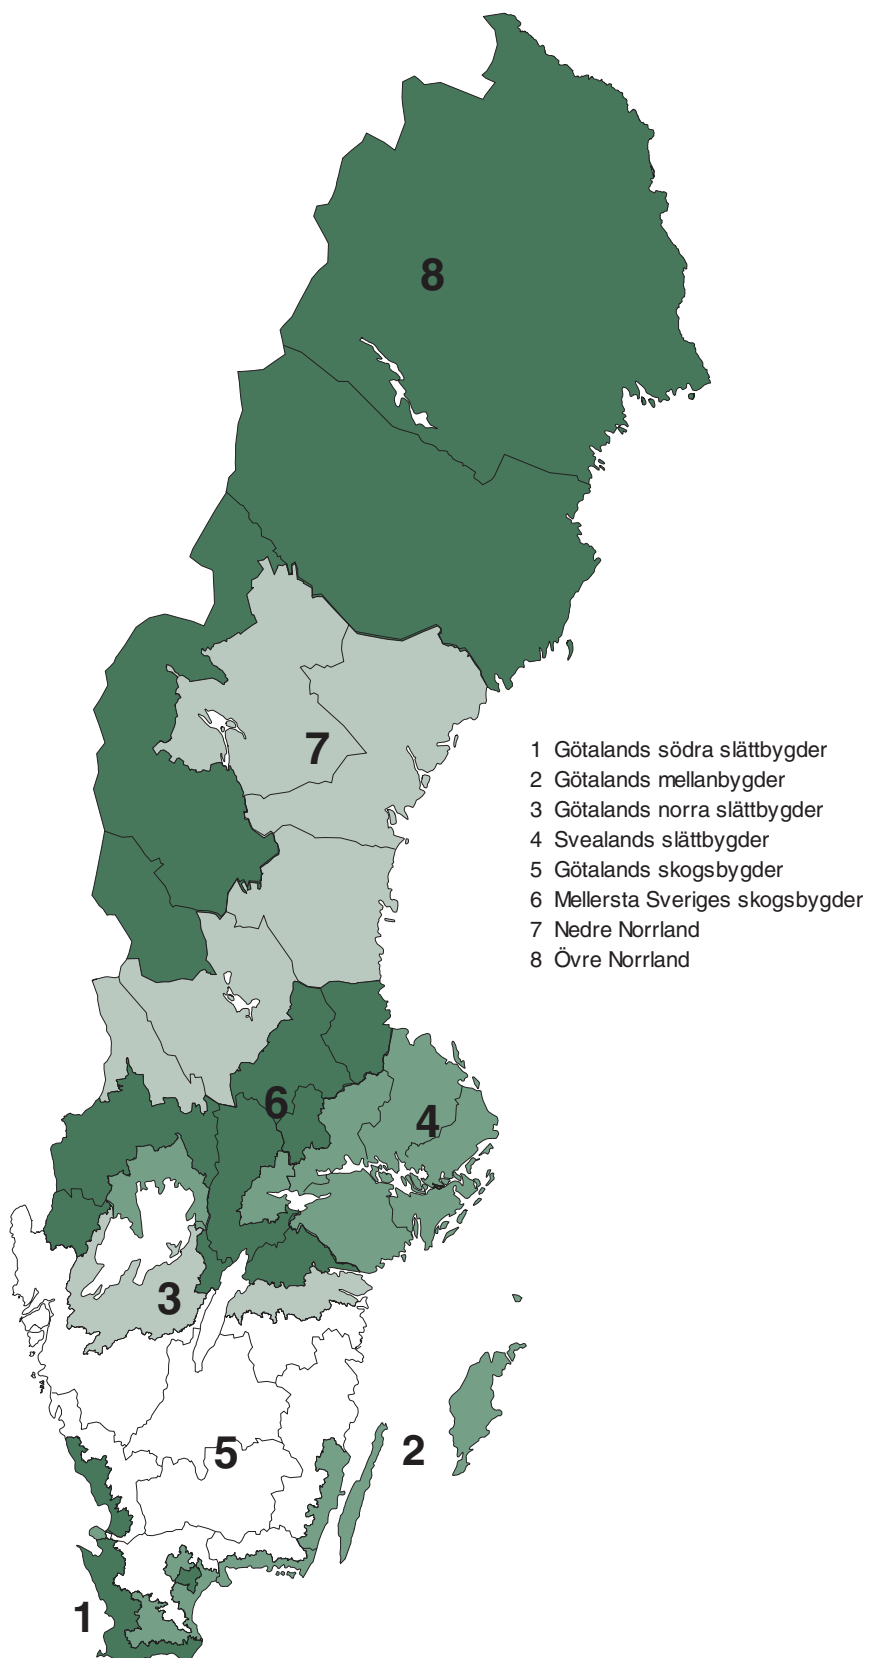 8
7
1 Götalands södra slättbygder
2 Götalands mellanbygder
3 Götalands norra slättbygder
4 Svealands slättbygder
5 Götalands skogsbygder
6 Mellersta Sveriges skogsbygder
7 Nedre Norrland
8 Övre Norrland
6
4
3
5
2
1